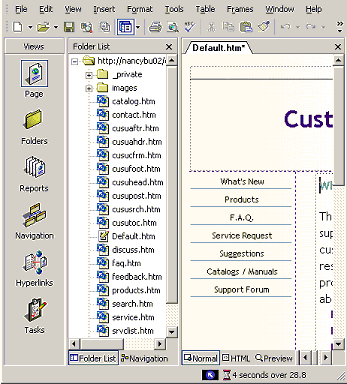 File Edit View Insert Format Tools Table Frames Window Help
Views
Page
Folders
Reports
Navigation
Hyperlinks
Tasks
Folder List
http://nancybu02/
_private
images
catalog.htm
contact.htm
cusuaftr.htm
cusuahdr.htm
cusucfrm.htm
cusufoot.htm
cusuhead.htm
cusupost.htm
cususrch.htm
cusutoc.htm
Default.htm
discuss.htm
faq.htm
feedback.htm
products.htm
search.htm
service.htm
srvclist.htm
Folder List Navigation
Default.htm*
Cust
What's New
Products
F.A.Q.
Service Request
Suggestions
Catalogs / Manuals
Support Forum
Th
sup
cus
res
pro
ab
Normal HTML Preview
4 seconds over 28.8